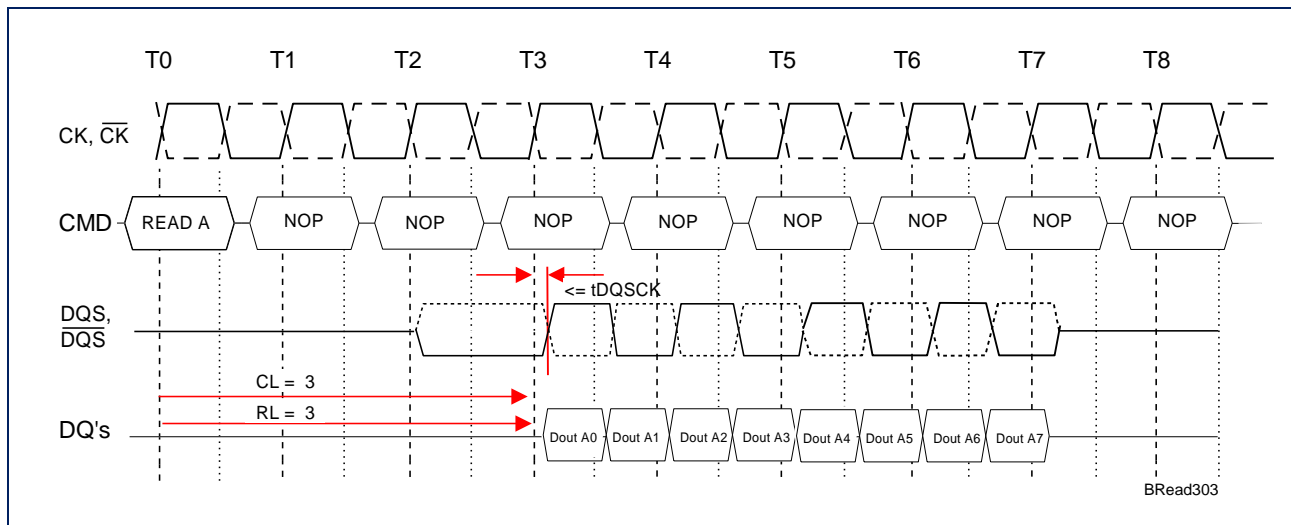 T0 T1 T2 T3 T4 T5 T6 T7 T8
CK, CK
CMD READ A NOP NOP NOP NOP NOP NOP NOP NOP
<= tDQSCK
DQS,
DQS
CL = 3
RL = 3
DQ's Dout A0 Dout A1 Dout A2 Dout A3 Dout A4 Dout A5 Dout A6 Dout A7
BRead303